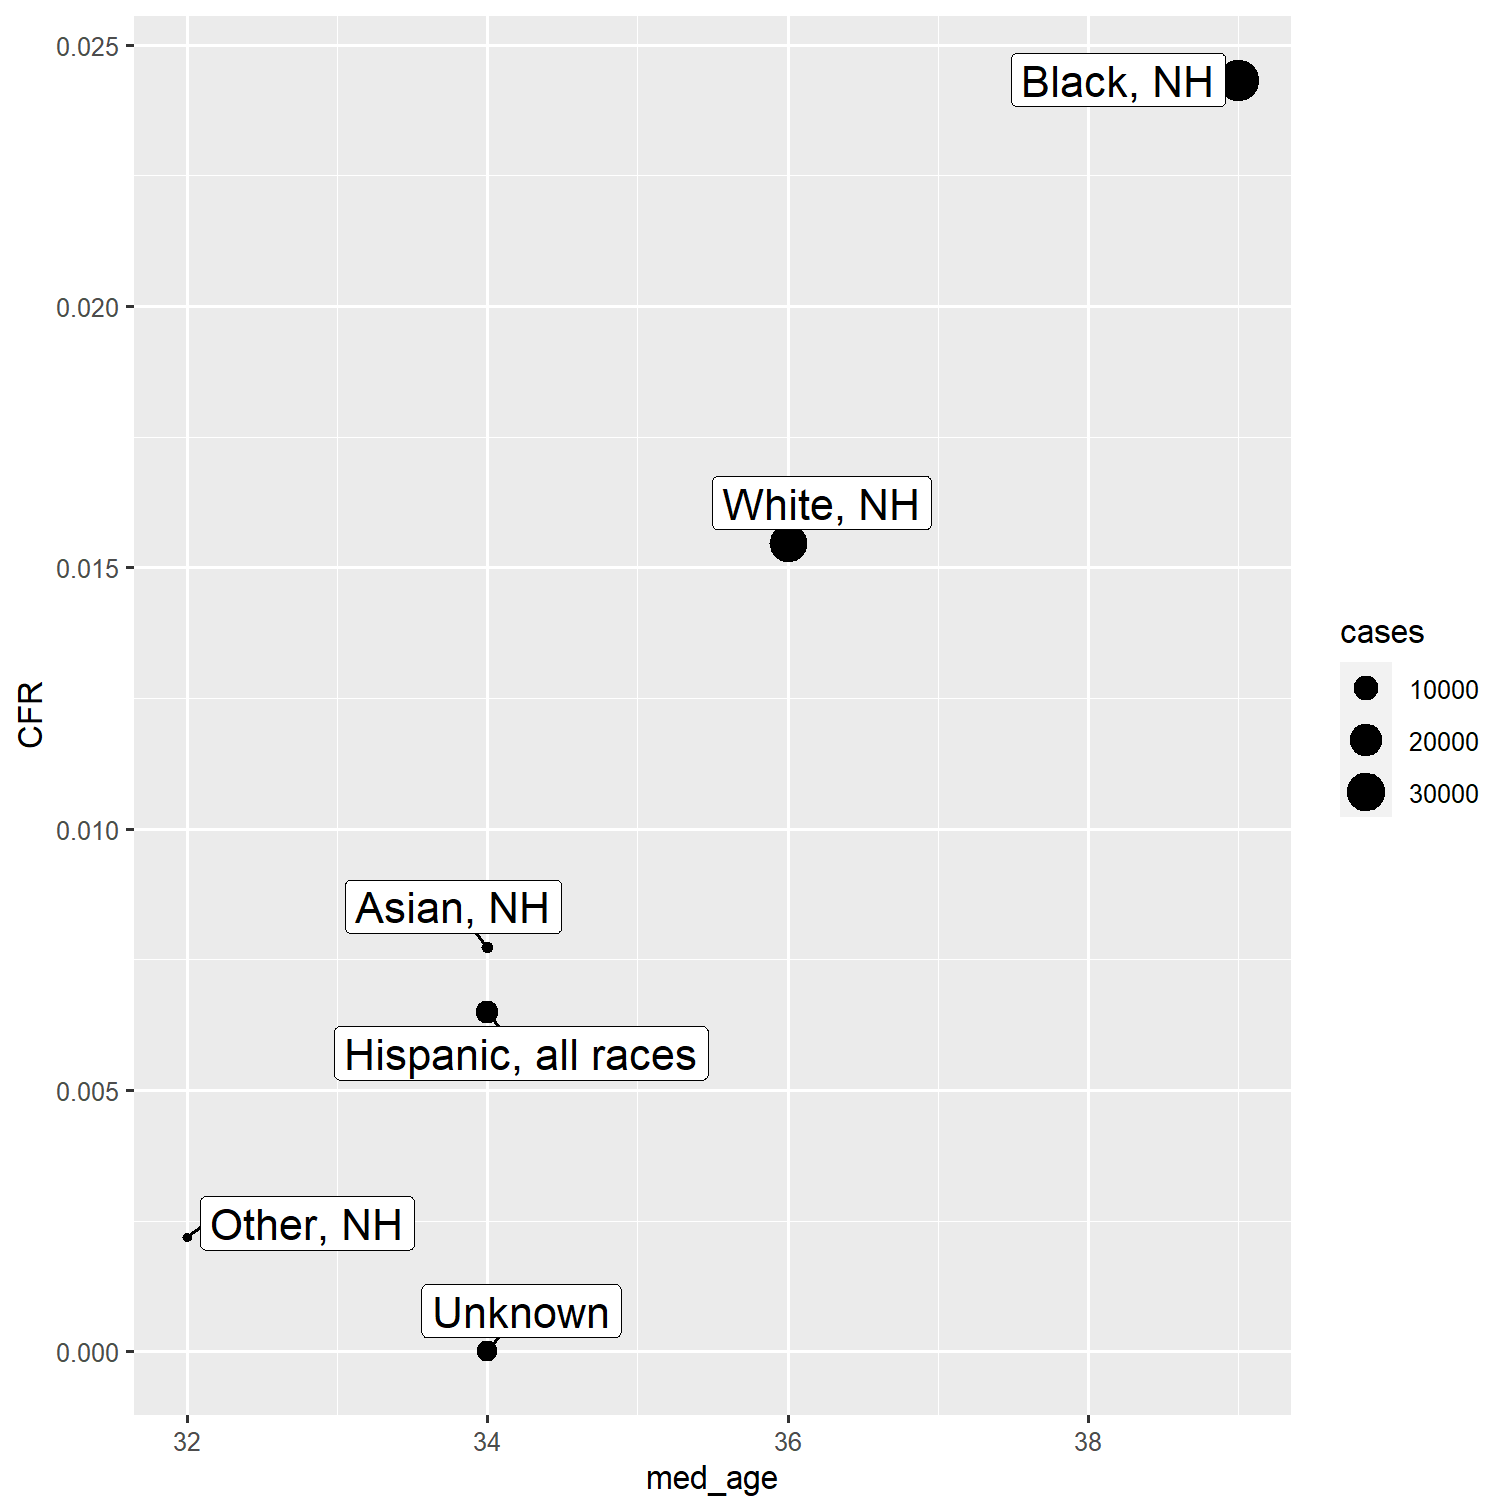 0.025
Black, NH
0.020
White, NH
0.015
CFR
cases
10000
20000
30000
0.010
Asian, NH
Hispanic, all races
0.005
Other, NH
Unknown
0.000
32
34
36
38
med_age